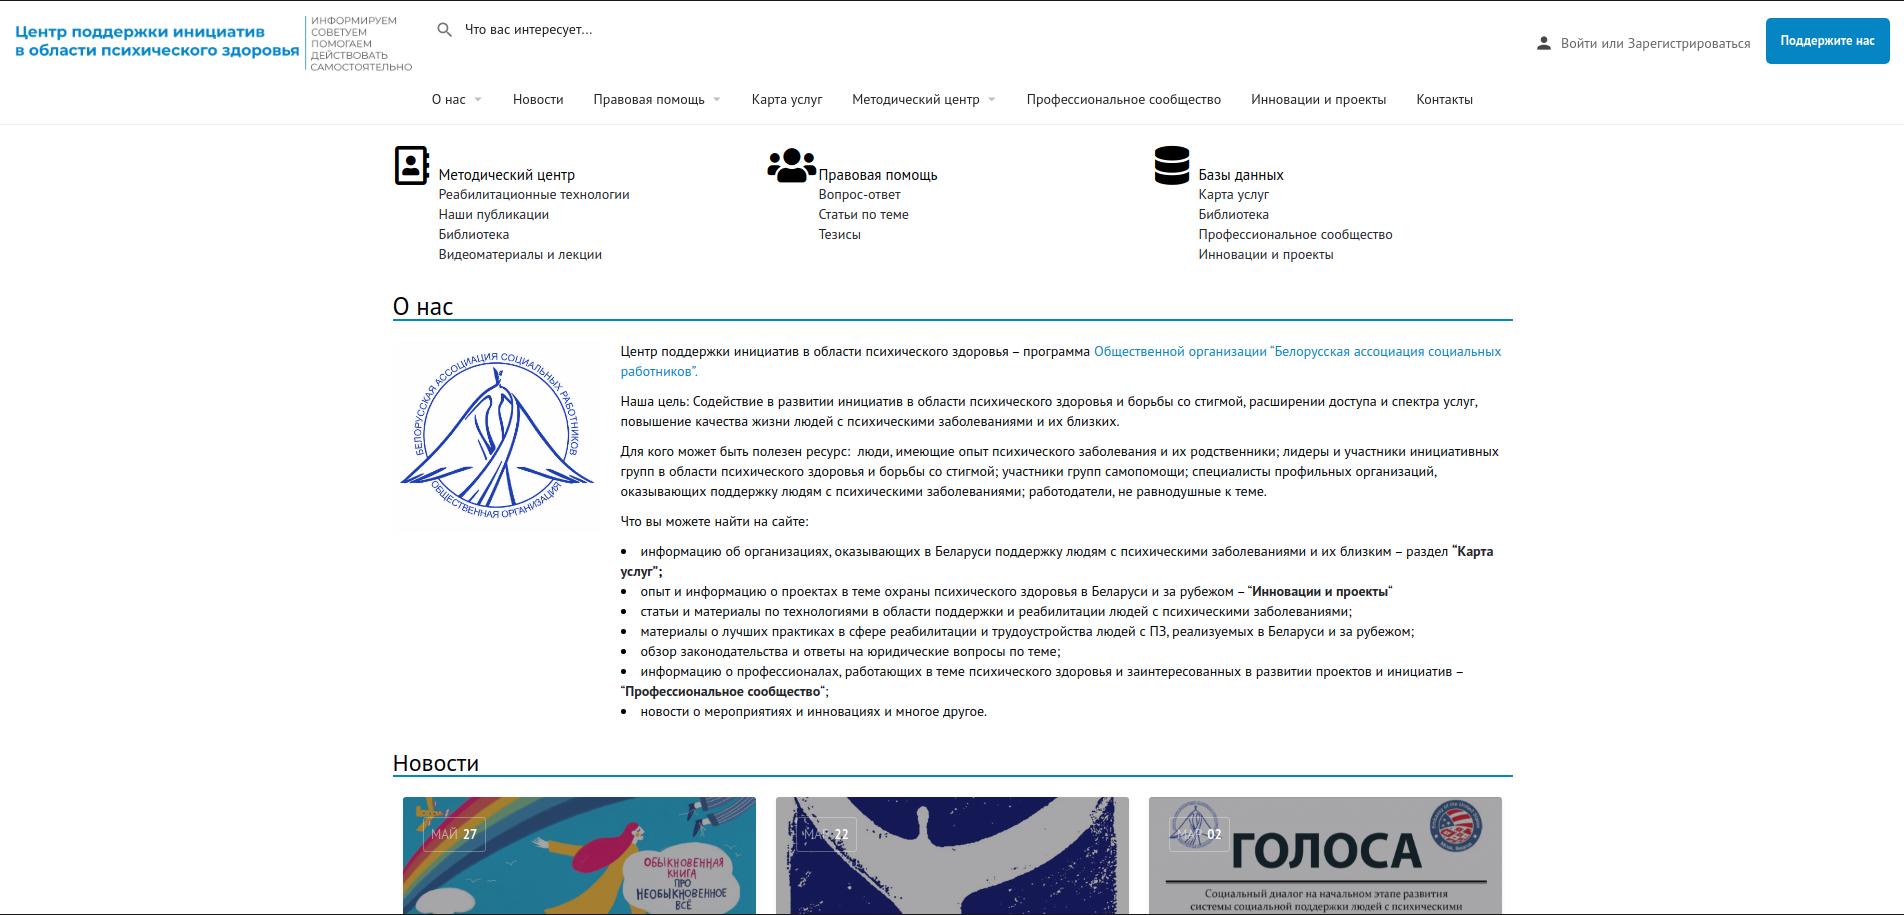 Центр поддержки инициатив
в области психического здоровья
ИНФОРМИРУЕМ
СОВЕТУЕМ
ПОМОГАЕМ
ДЕЙСТВОВАТЬ
САМОСТОЯТЕЛЬНО
Что вас интересует...
Войти или Зарегистрироваться
Поддержите нас
О нас
Новости
Правовая помощь
Карта услуг
Методический центр
Профессиональное сообщество
Инновации и проекты
Контакты
Методический центр
Реабилитационные технологии
Наши публикации
Библиотека
Видеоматериалы и лекции
Правовая помощь
Вопрос-ответ
Статьи по теме
Тезисы
Базы данных
Карта услуг
Библиотека
Профессиональное сообщество
Инновации и проекты
О нас
БЕЛОРУССКАЯ АССОЦИАЦИЯ СОЦИАЛЬНЫХ РАБОТНИКОВ
ОБЩЕСТВЕННАЯ ОРГАНИЗАЦИЯ
Центр поддержки инициатив в области психического здоровья – программа Общественной организации “Белорусская ассоциация социальных
работников”.
Наша цель: Содействие в развитии инициатив в области психического здоровья и борьбы со стигмой, расширении доступа и спектра услуг,
повышение качества жизни людей с психическими заболеваниями и их близких.
Для кого может быть полезен ресурс: люди, имеющие опыт психического заболевания и их родственники; лидеры и участники инициативных
групп в области психического здоровья и борьбы со стигмой; участники групп самопомощи; специалисты профильных организаций,
оказывающих поддержку людям с психическими заболеваниями; работодатели, не равнодушные к теме.
Что вы можете найти на сайте:
• информацию об организациях, оказывающих в Беларуси поддержку людям с психическими заболеваниями и их близким – раздел “Карта
услуг”;
• опыт и информацию о проектах в теме охраны психического здоровья в Беларуси и за рубежом – “Инновации и проекты“
• статьи и материалы по технологиями в области поддержки и реабилитации людей с психическими заболеваниями;
• материалы о лучших практиках в сфере реабилитации и трудоустройства людей с ПЗ, реализуемых в Беларуси и за рубежом;
• обзор законодательства и ответы на юридические вопросы по теме;
• информацию о профессионалах, работающих в теме психического здоровья и заинтересованных в развитии проектов и инициатив –
“Профессиональное сообщество“;
• новости о мероприятиях и инновациях и многое другое.
Новости
МАЙ 27
ОБЫКНОВЕННАЯ
КНИГА
ПРО
НЕОБЫКНОВЕННОЕ
ВСЁ
МАР 22
МАР 02
ГОЛОСА
Социальный диалог на начальном этапе развития
системы социальной поддержки людей с психическими